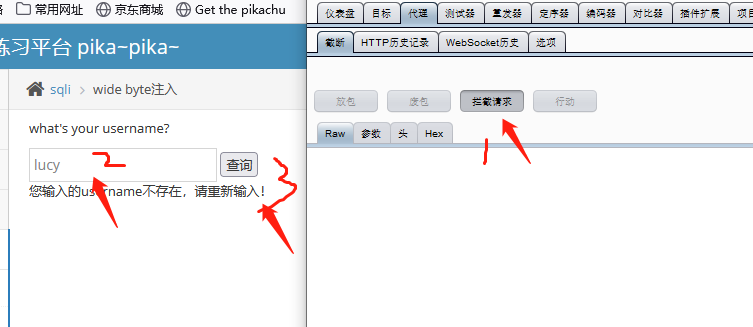 常用网址 京东商城 Get the pikachu
练习平台 pika~pika~
sqli > wide byte注入
what's your username?
lucy 查询
您输入的username不存在，请重新输入！
2
3
仪表盘 目标 代理 测试器 重发器 定序器 编码器 对比器 插件扩展 项目
截断 HTTP历史记录 WebSocket历史 选项
放包 废包 拦截请求 行动
1
Raw 参数 头 Hex